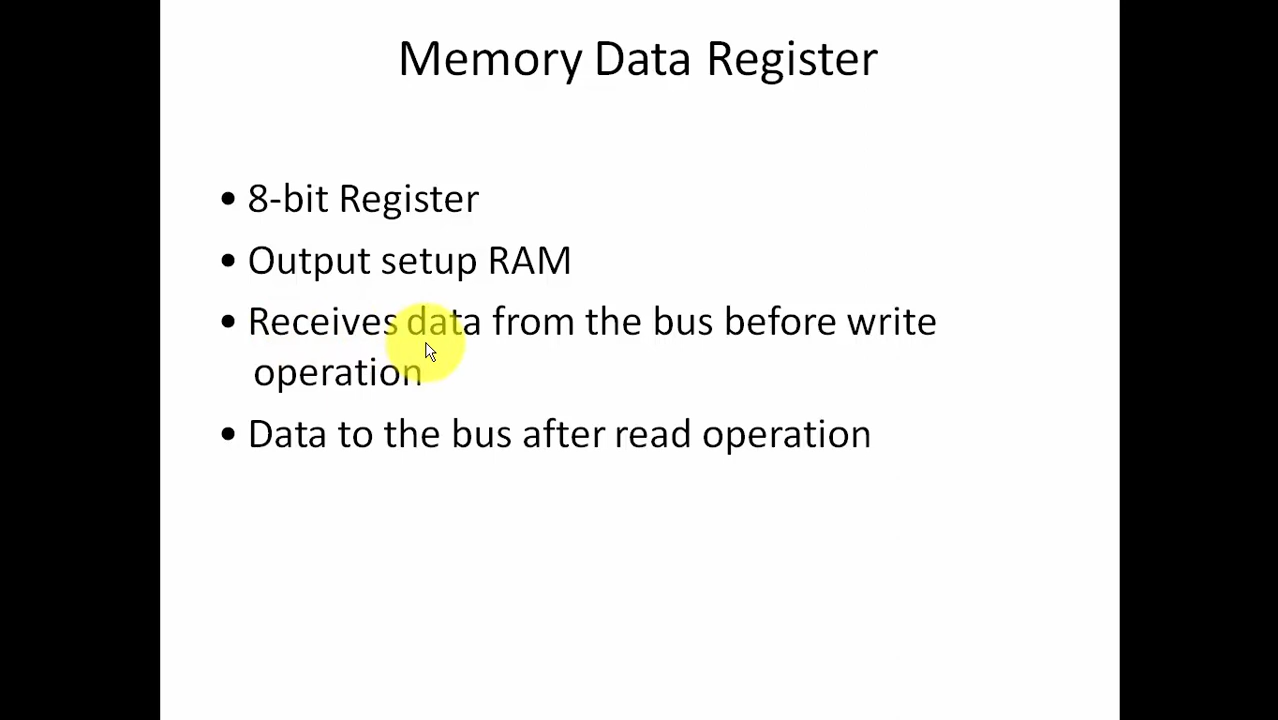 Memory Data Register
• 8-bit Register
• Output setup RAM
• Receives data from the bus before write
operation
• Data to the bus after read operation